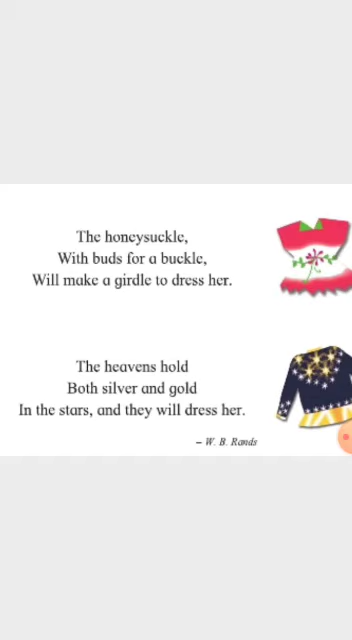 The honeysuckle,
With buds for a buckle,
Will make a girdle to dress her.
The heavens hold
Both silver and gold
In the stars, and they will dress her.
– W. B. Rands